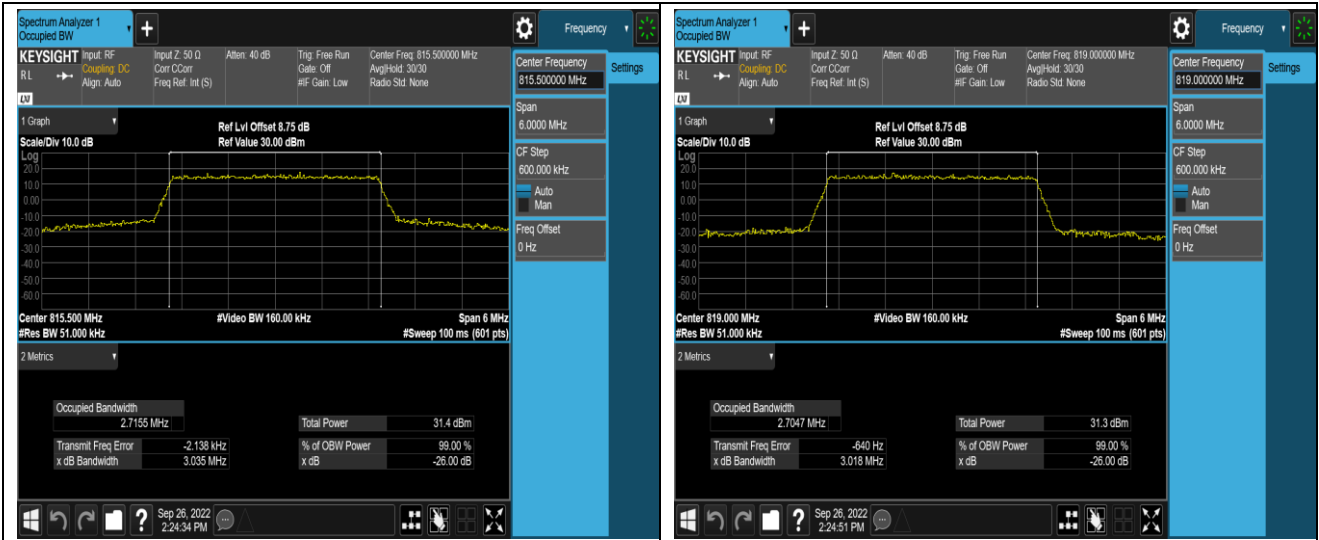 Spectrum Analyzer 1
Occupied BW
Frequency
KEYSIGHT Input: RF
Coupling: DC
Align: Auto
RL
LXI
Input Z: 50 Ω
Corr CCorr
Freq Ref: Int (S)
Atten: 40 dB
Trig: Free Run
Gate: Off
#IF Gain: Low
Center Freq: 815.500000 MHz
Avg|Hold: 30/30
Radio Std: None
Center Frequency
815.500000 MHz
Settings
Span
6.0000 MHz
CF Step
600.000 kHz
Auto
Man
Freq Offset
0 Hz
1 Graph
Scale/Div 10.0 dB
Ref Lvl Offset 8.75 dB
Ref Value 30.00 dBm
Log
20.0
10.0
0.00
-10.0
-20.0
-30.0
-40.0
-50.0
-60.0
Center 815.500 MHz
#Video BW 160.00 kHz
Span 6 MHz
#Res BW 51.000 kHz
#Sweep 100 ms (601 pts)
2 Metrics
Occupied Bandwidth
2.7155 MHz
Total Power 31.4 dBm
Transmit Freq Error -2.138 kHz
% of OBW Power 99.00 %
x dB Bandwidth 3.035 MHz
x dB -26.00 dB
?
Sep 26, 2022
2:24:34 PM
Spectrum Analyzer 1
Occupied BW
Frequency
KEYSIGHT Input: RF
Coupling: DC
Align: Auto
RL
LXI
Input Z: 50 Ω
Corr CCorr
Freq Ref: Int (S)
Atten: 40 dB
Trig: Free Run
Gate: Off
#IF Gain: Low
Center Freq: 819.000000 MHz
Avg|Hold: 30/30
Radio Std: None
Center Frequency
819.000000 MHz
Settings
Span
6.0000 MHz
CF Step
600.000 kHz
Auto
Man
Freq Offset
0 Hz
1 Graph
Scale/Div 10.0 dB
Ref Lvl Offset 8.75 dB
Ref Value 30.00 dBm
Log
20.0
10.0
0.00
-10.0
-20.0
-30.0
-40.0
-50.0
-60.0
Center 819.000 MHz
#Video BW 160.00 kHz
Span 6 MHz
#Res BW 51.000 kHz
#Sweep 100 ms (601 pts)
2 Metrics
Occupied Bandwidth
2.7047 MHz
Total Power 31.3 dBm
Transmit Freq Error -640 Hz
% of OBW Power 99.00 %
x dB Bandwidth 3.018 MHz
x dB -26.00 dB
?
Sep 26, 2022
2:24:51 PM